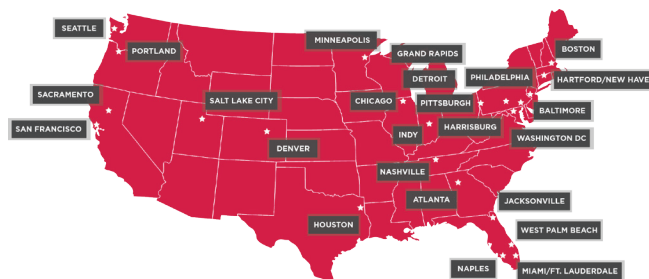 SEATTLE
PORTLAND
MINNEAPOLIS
GRAND RAPIDS
BOSTON
DETROIT
PHILADELPHIA
HARTFORD/NEW HAVE
SACRAMENTO
SALT LAKE CITY
CHICAGO
PITTSBURGH
BALTIMORE
SAN FRANCISCO
INDY
HARRISBURG
WASHINGTON DC
DENVER
NASHVILLE
ATLANTA
JACKSONVILLE
HOUSTON
WEST PALM BEACH
NAPLES
MIAMI/FT. LAUDERDALE